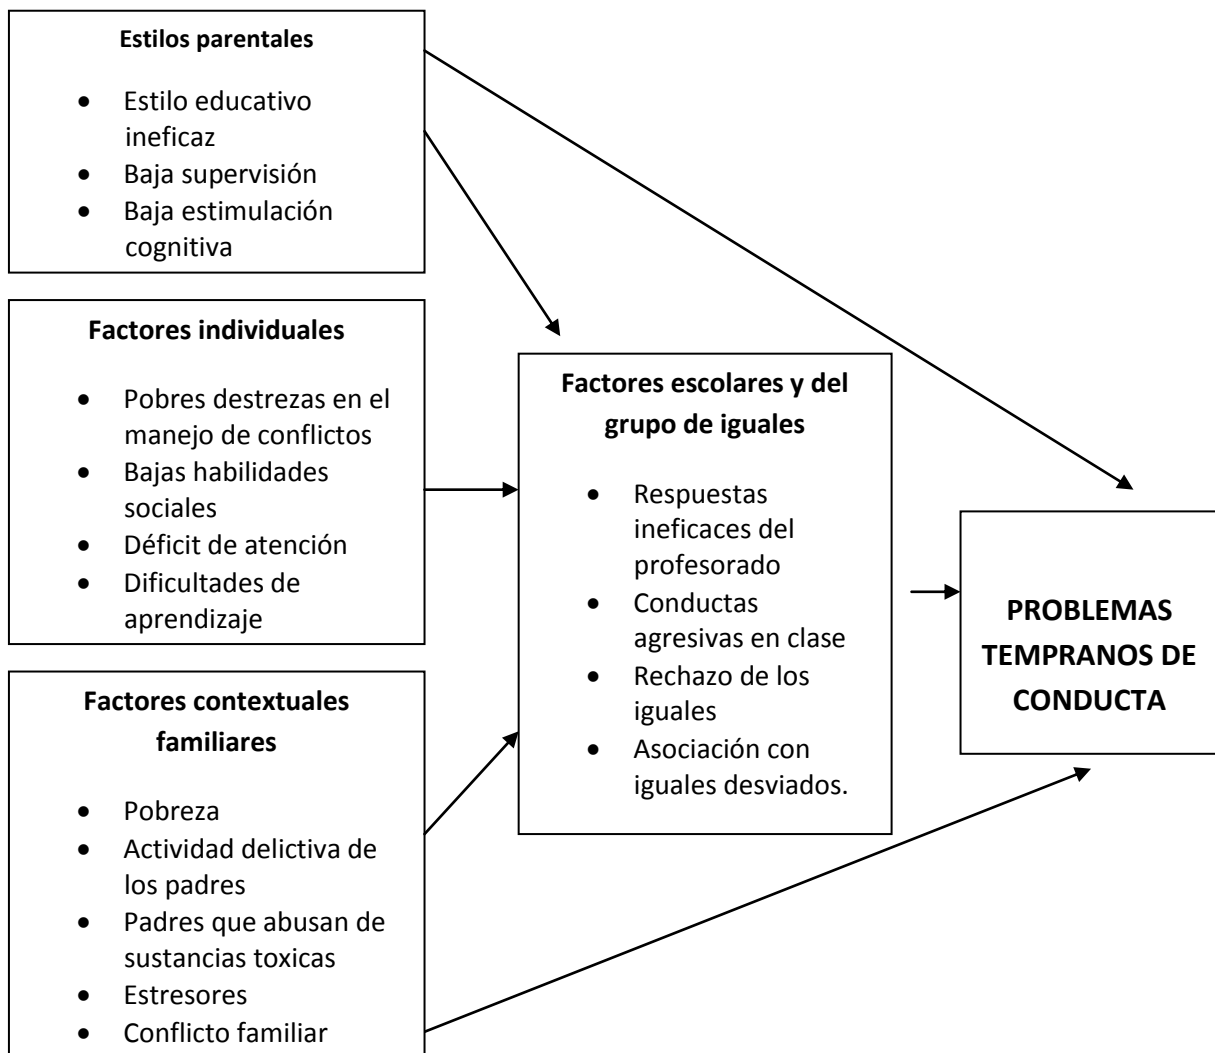 Estilos parentales
• Estilo educativo
ineficaz
• Baja supervisión
• Baja estimulación
cognitiva
Factores individuales
• Pobres destrezas en el
manejo de conflictos
• Bajas habilidades
sociales
• Déficit de atención
• Dificultades de
aprendizaje
Factores contextuales
familiares
• Pobreza
• Actividad delictiva de
los padres
• Padres que abusan de
sustancias toxicas
• Estresores
• Conflicto familiar
Factores escolares y del
grupo de iguales
• Respuestas
ineficaces del
profesorado
• Conductas
agresivas en clase
• Rechazo de los
iguales
• Asociación con
iguales desviados.
PROBLEMAS
TEMPRANOS DE
CONDUCTA